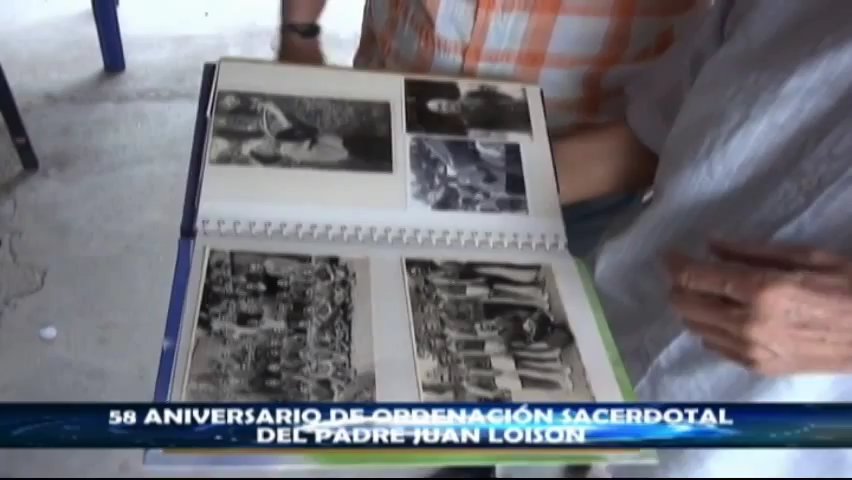 58 ANIVERSARIO DE ORDENACIÓN SACERDOTAL
DEL PADRE JUAN LOISON